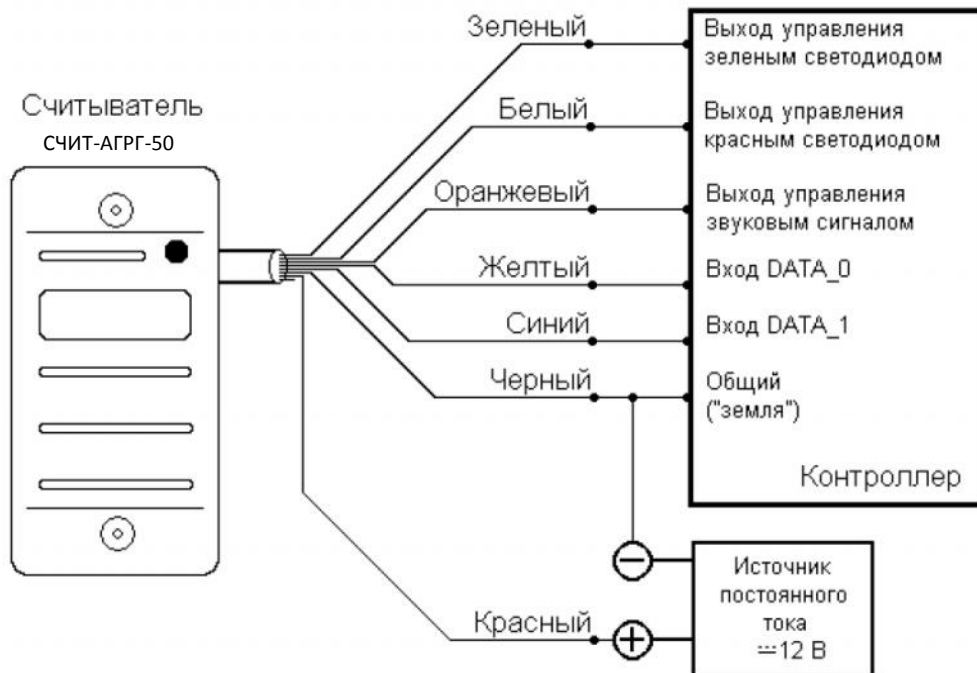 Считыватель
СЧИТ-АГРГ-50
Зеленый
Выход управления
зеленым светодиодом
Белый
Выход управления
красным светодиодом
Оранжевый
Выход управления
звуковым сигналом
Желтый
Вход DATA_0
Синий
Вход DATA_1
Черный
Общий
("земля")
Контроллер
Источник
постоянного
тока
⎓12 В
Красный